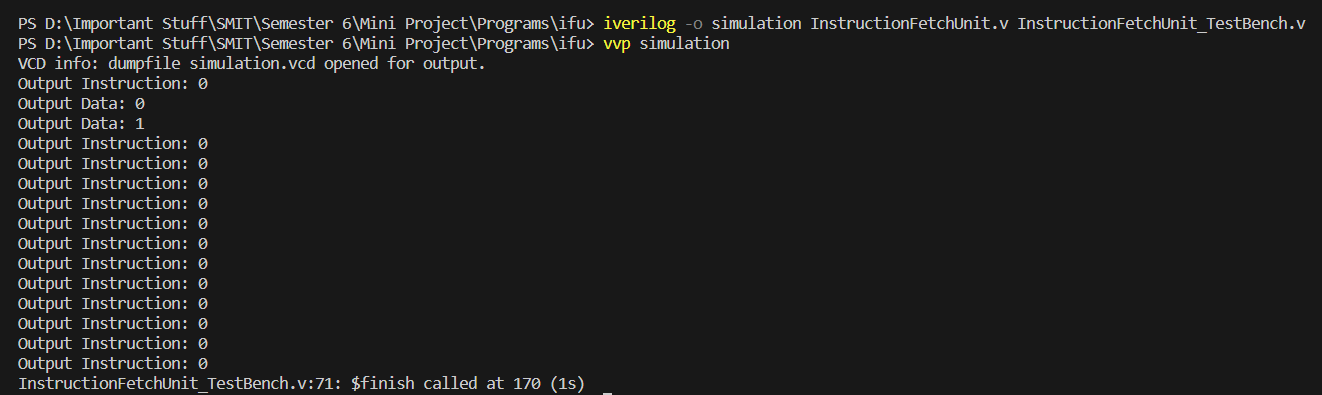 PS D:\Important Stuff\SMIT\Semester 6\Mini Project\Programs\ifu> iverilog -o simulation InstructionFetchUnit.v InstructionFetchUnit_TestBench.v
PS D:\Important Stuff\SMIT\Semester 6\Mini Project\Programs\ifu> vvp simulation
VCD info: dumpfile simulation.vcd opened for output.
Output Instruction: 0
Output Data: 0
Output Data: 1
Output Instruction: 0
Output Instruction: 0
Output Instruction: 0
Output Instruction: 0
Output Instruction: 0
Output Instruction: 0
Output Instruction: 0
Output Instruction: 0
Output Instruction: 0
Output Instruction: 0
Output Instruction: 0
Output Instruction: 0
InstructionFetchUnit_TestBench.v:71: $finish called at 170 (1s)